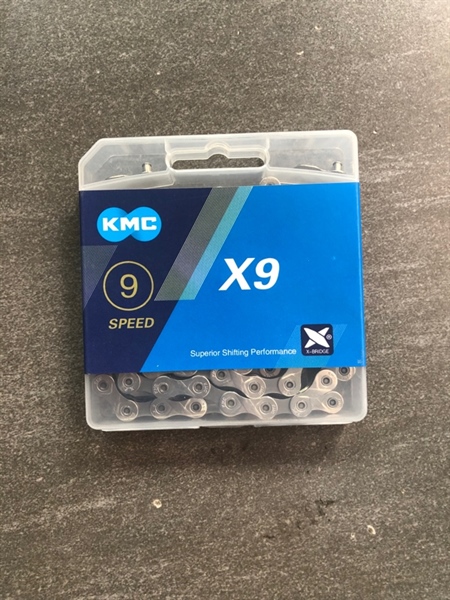 KMC
9
SPEED
X9
Superior Shifting Performance
®
X-BRIDGE